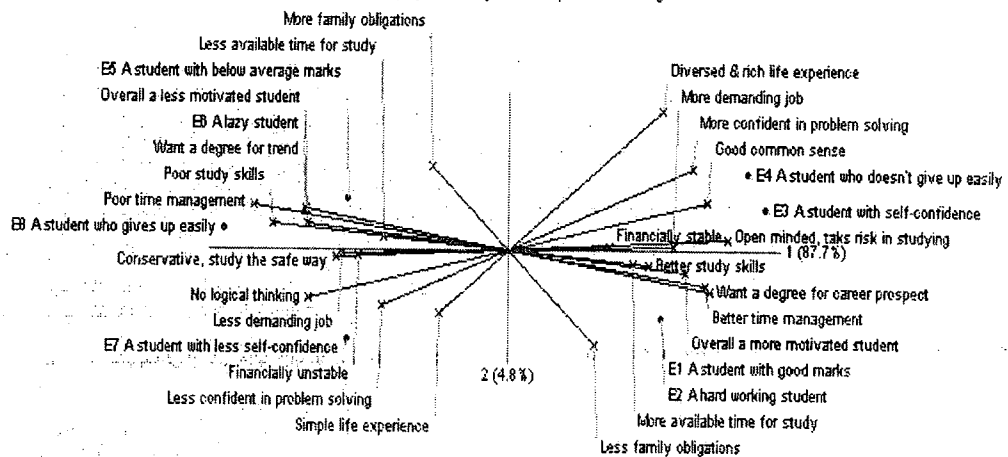 More family obligations
Less available time for study
E5 A student with below average marks
Overall a less motivated student
E6 A lazy student
Want a degree for trend
Poor study skills
Poor time management
E8 A student who gives up easily
Conservative, study the safe way
No logical thinking
Less demanding job
E7 A student with less self-confidence
Financially unstable
Less confident in problem solving
Simple life experience
2 (4.8%)
Diversed & rich life experience
More demanding job
More confident in problem solving
Good common sense
E4 A student who doesn't give up easily
E3 A student with self-confidence
Financially stable
Open minded, taks risk in studying
1 (87.7%)
Better study skills
Want a degree for career prospect
Better time management
Overall a more motivated student
E1 A student with good marks
E2 A hard working student
More available time for study
Less family obligations